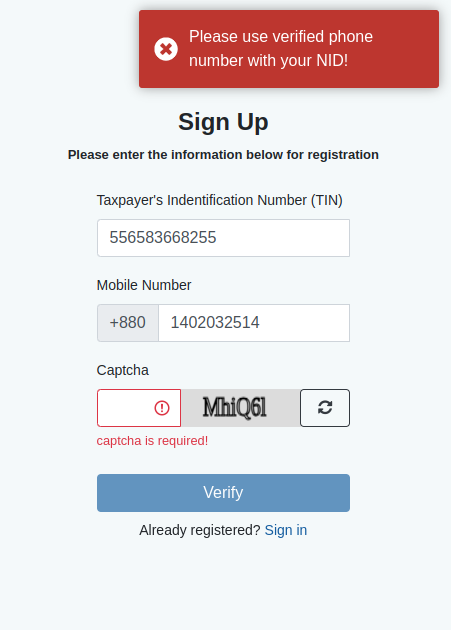 Please use verified phone
number with your NID!
Sign Up
Please enter the information below for registration
Taxpayer's Indentification Number (TIN)
556583668255
Mobile Number
+880 1402032514
Captcha
MhiQ6l
captcha is required!
Verify
Already registered? Sign in